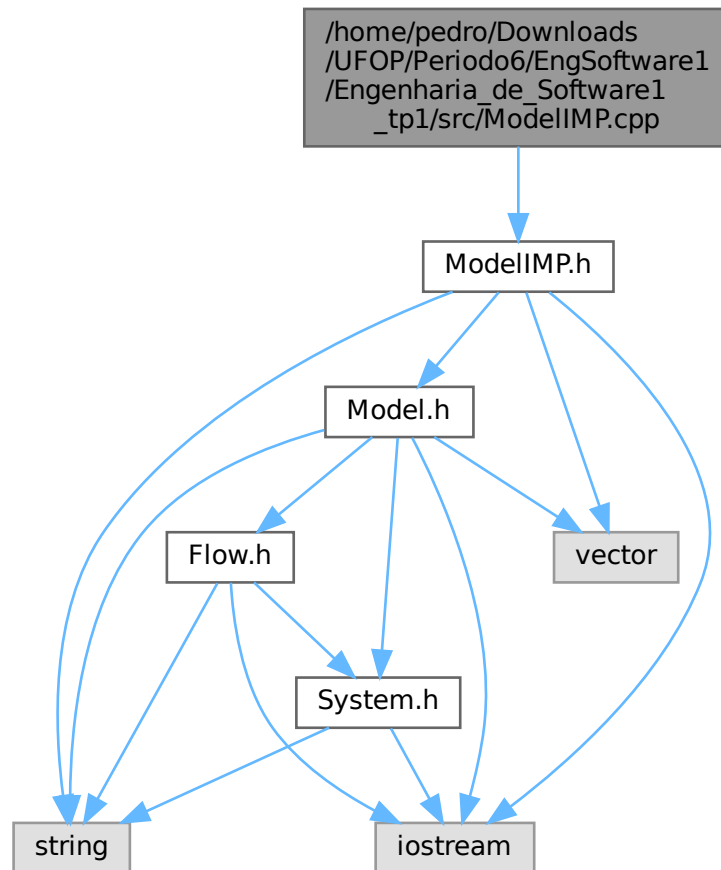 /home/pedro/Downloads
/UFOP/Periodo6/EngSoftware1
/Engenharia_de_Software1
_tp1/src/ModelIMP.cpp
ModelIMP.h
Model.h
Flow.h
vector
System.h
string
iostream